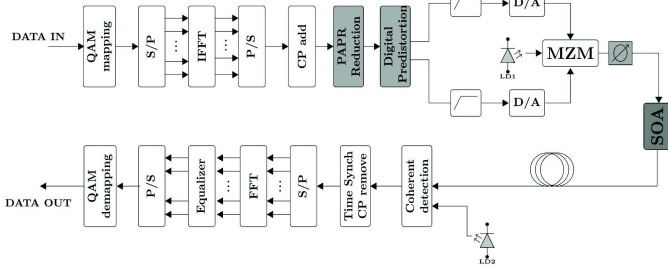 DATA IN
QAM
mapping
S/P
...
IFFT
...
P/S
CP add
PAPR
Reduction
Digital
Predistortion
D/A
D/A
LD1
MZM
SOA
DATA OUT
QAM
demapping
P/S
...
Equalizer
...
FFT
...
S/P
Time Synch
CP remove
Coherent
detection
LD2